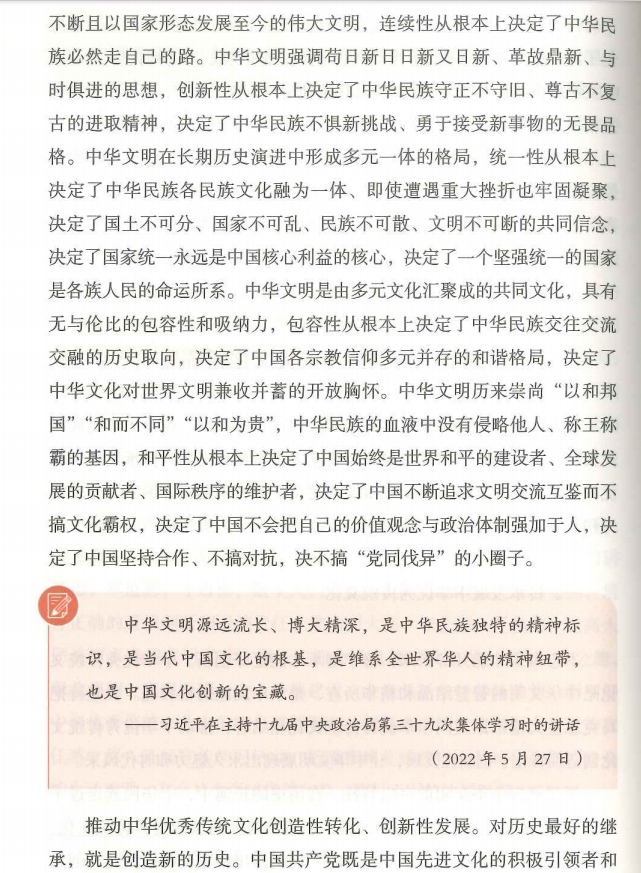 不断且以国家形态发展至今的伟大文明，连续性从根本上决定了中华民
族必然走自己的路。中华文明强调苟日新日日新又日新、革故鼎新、与
时俱进的思想，创新性从根本上决定了中华民族守正不守旧、尊古不复
古的进取精神，决定了中华民族不惧新挑战、勇于接受新事物的无畏品
格。中华文明在长期历史演进中形成多元一体的格局，统一性从根本上
决定了中华民族各民族文化融为一体、即使遭遇重大挫折也牢固凝聚，
决定了国土不可分、国家不可乱、民族不可散、文明不可断的共同信念，
决定了国家统一永远是中国核心利益的核心，决定了一个坚强统一的国家
是各族人民的命运所系。中华文明是由多元文化汇聚成的共同文化，具有
无与伦比的包容性和吸纳力，包容性从根本上决定了中华民族交往交流
交融的历史取向，决定了中国各宗教信仰多元并存的和谐格局，决定了
中华文化对世界文明兼收并蓄的开放胸怀。中华文明历来崇尚“以和邦
国”“和而不同”“以和为贵”，中华民族的血液中没有侵略他人、称王称
霸的基因，和平性从根本上决定了中国始终是世界和平的建设者、全球发
展的贡献者、国际秩序的维护者，决定了中国不断追求文明交流互鉴而不
搞文化霸权，决定了中国不会把自己的价值观念与政治体制强加于人，决
定了中国坚持合作、不搞对抗，决不搞“党同伐异”的小圈子。
中华文明源远流长、博大精深，是中华民族独特的精神标
识，是当代中国文化的根基，是维系全世界华人的精神纽带，
也是中国文化创新的宝藏。
——习近平在主持十九届中央政治局第三十九次集体学习时的讲话
（2022年5月27日）
推动中华优秀传统文化创造性转化、创新性发展。对历史最好的继
承，就是创造新的历史。中国共产党既是中国先进文化的积极引领者和